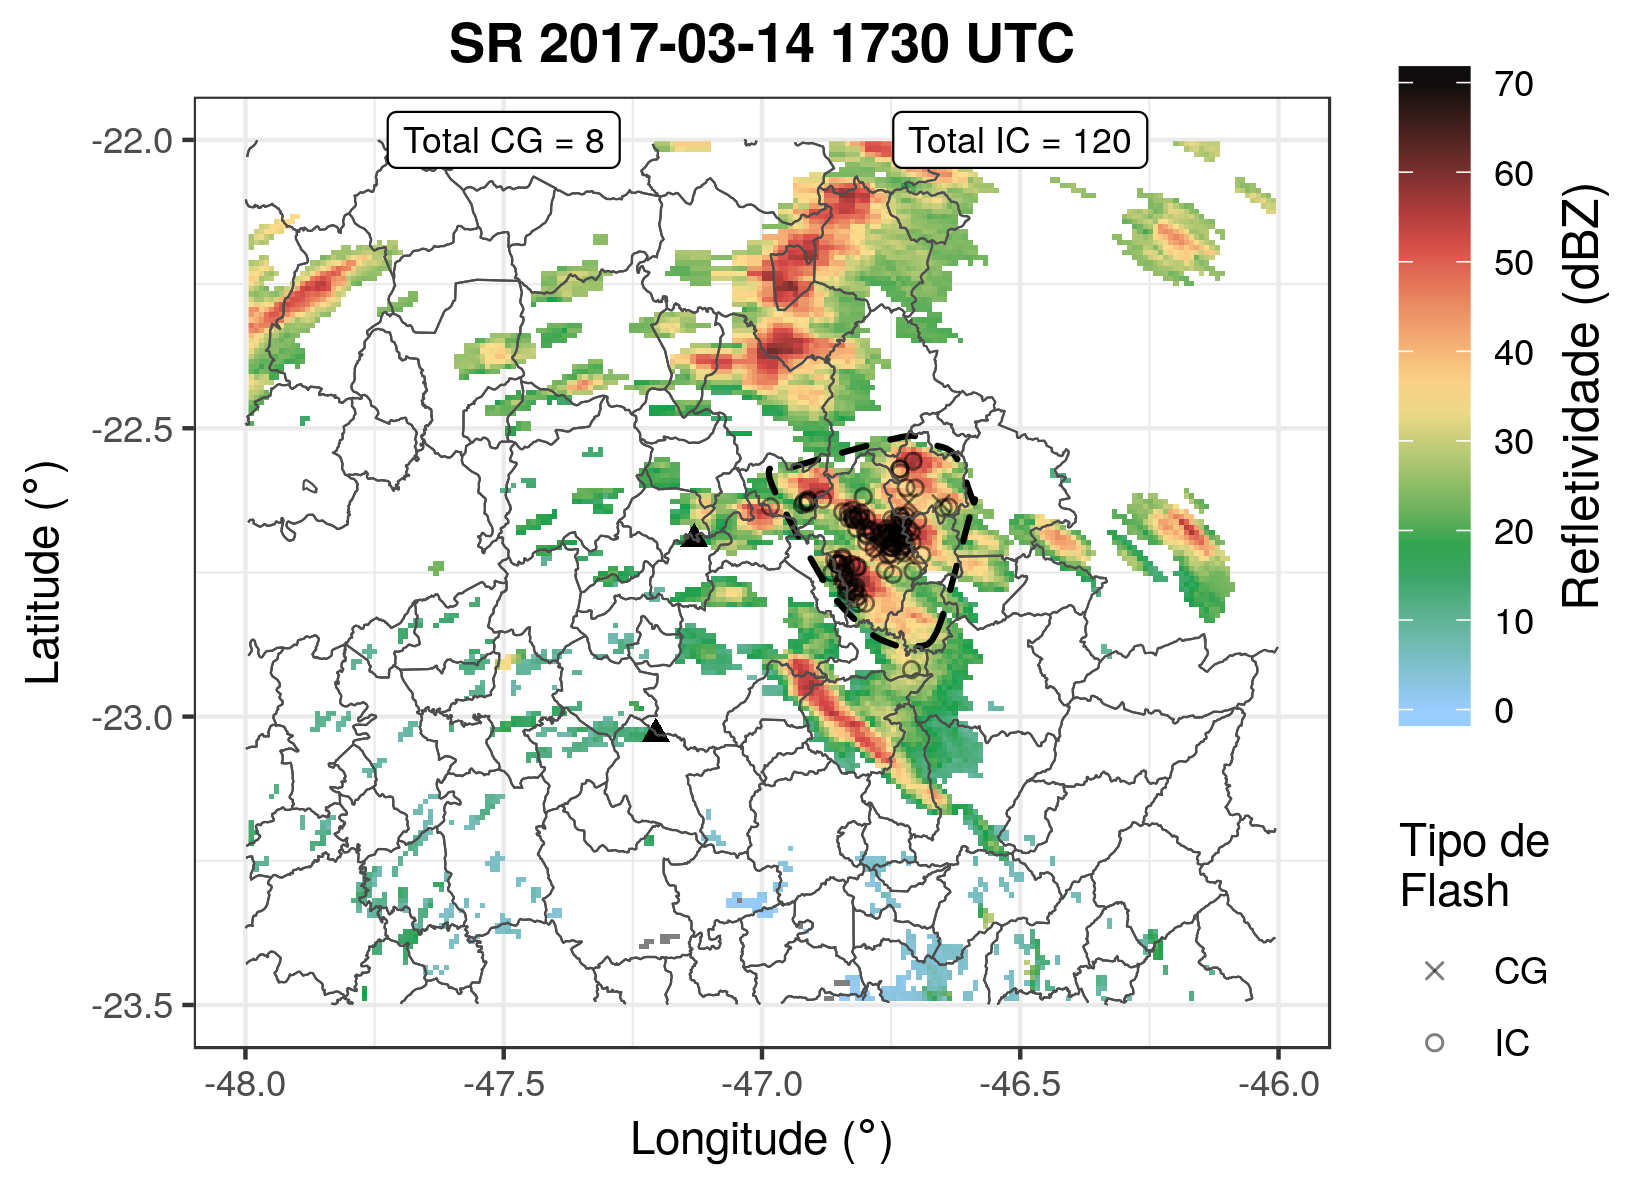 SR 2017-03-14 1730 UTC
Total CG = 8
Total IC = 120
-22.0
-22.5
-23.0
-23.5
Latitude (°)
-48.0
-47.5
-47.0
-46.5
-46.0
Longitude (°)
70
60
50
40
30
20
10
0
Refletividade (dBZ)
Tipo de
Flash
CG
IC